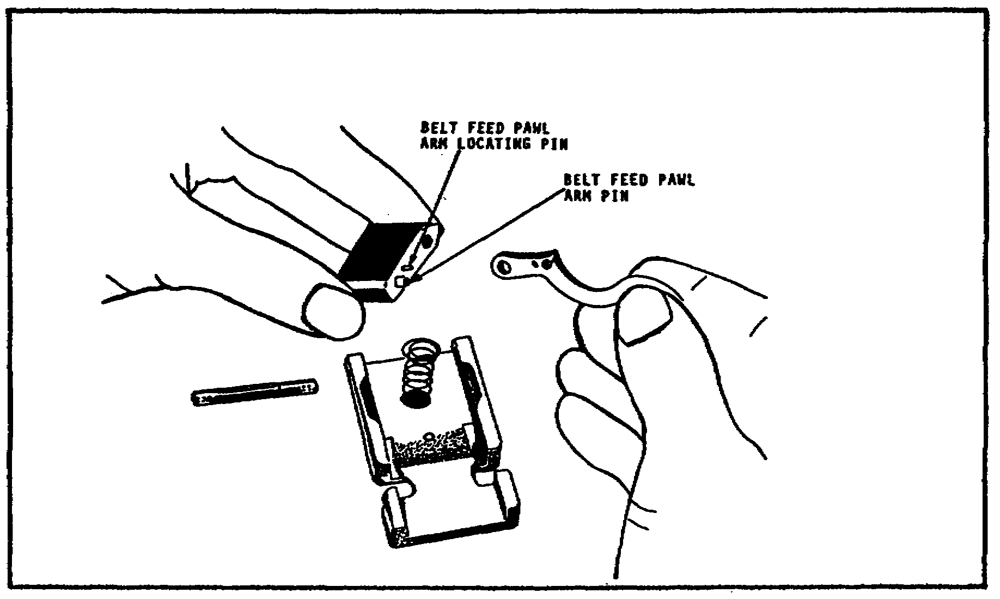 BELT FEED PAWL
ARM LOCATING PIN
BELT FEED PAWL
ARM PIN